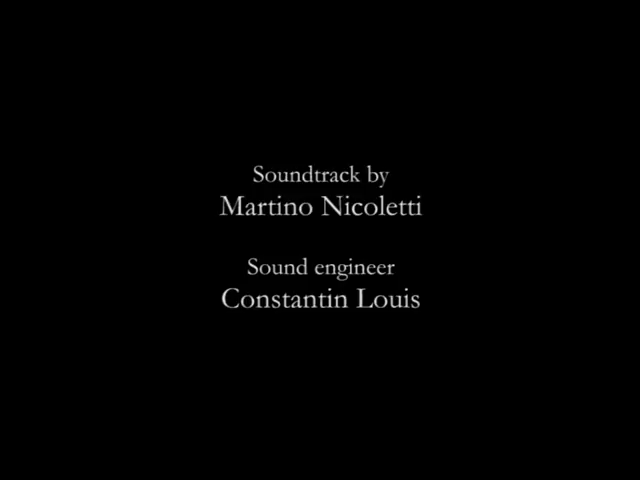 Soundtrack by
Martino Nicoletti
Sound engineer
Constantin Louis